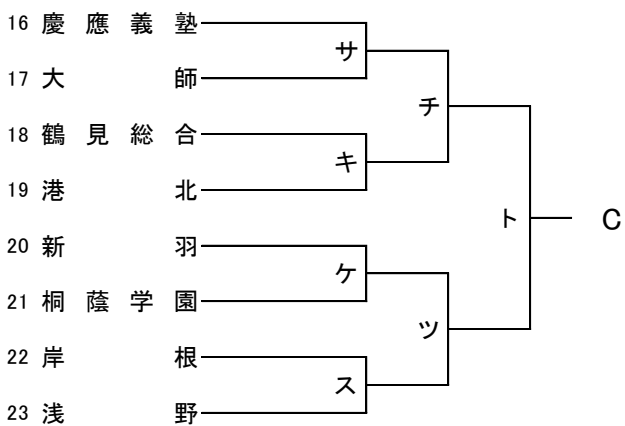 16 慶應義塾
サ
17 大師
チ
18 鶴見総合
キ
19 港北
ト C
20 新羽
ケ
21 桐蔭学園
ツ
22 岸根
ス
23 浅野